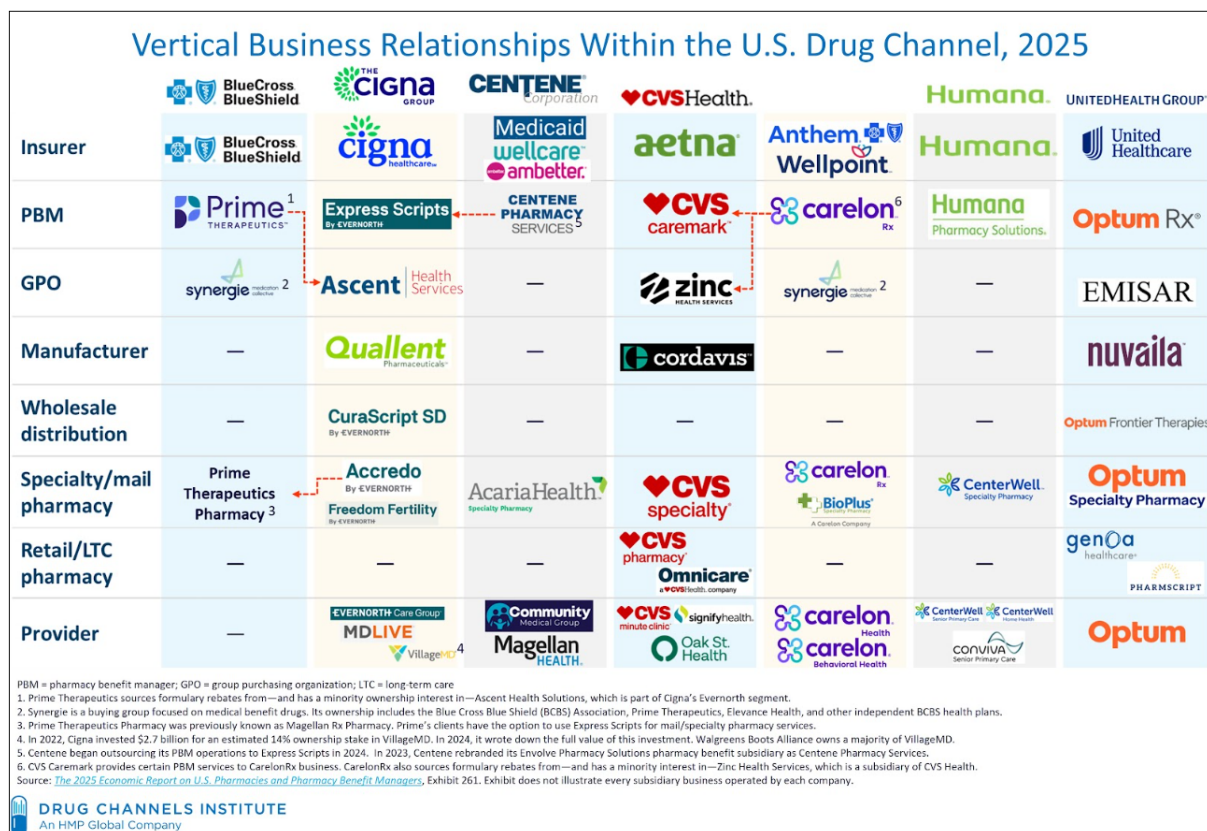 Vertical Business Relationships Within the U.S. Drug Channel, 2025
BlueCross BlueShield
THE cigna GROUP
CENTENE Corporation
CVSHealth.
Humana.
UNITEDHEALTH GROUP
Insurer
BlueCross BlueShield
cigna healthcare
Medicaid
wellcare
ambetter.
aetna
Anthem
Wellpoint
Humana.
United Healthcare
PBM
Prime THERAPEUTICS 1
Express Scripts By EVERNORTH
CENTENE PHARMACY SERVICES 5
CVS caremark
carelon Rx 6
Humana Pharmacy Solutions.
Optum Rx
GPO
synergie medication collective 2
Ascent Health Services
—
zinc HEALTH SERVICES
synergie medication collective 2
—
EMISAR
Manufacturer
—
Quallent Pharmaceuticals
—
cordavis
—
—
nuvaila
Wholesale distribution
—
CuraScript SD By EVERNORTH
—
—
—
—
Optum Frontier Therapies
Specialty/mail pharmacy
Prime Therapeutics Pharmacy 3
Accredo By EVERNORTH
Freedom Fertility By EVERNORTH
AcariaHealth Specialty Pharmacy
CVS specialty
carelon Rx
BioPlus Specialty Pharmacy A Carelon Company
CenterWell Specialty Pharmacy
Optum Specialty Pharmacy
Retail/LTC pharmacy
—
—
—
CVS pharmacy
Omnicare a CVSHealth. company
—
—
genoa healthcare
PHARMSCRIPT
Provider
—
EVERNORTH Care Group
MDLIVE
VillageMD 4
Community Medical Group
Magellan HEALTH
CVS minute clinic
signifyhealth.
Oak St. Health
carelon Health
carelon Behavioral Health
CenterWell Senior Primary Care
CenterWell Home Health
conviva Senior Primary Care
Optum
PBM = pharmacy benefit manager; GPO = group purchasing organization; LTC = long-term care
1. Prime Therapeutics sources formulary rebates from—and has a minority ownership interest in—Ascent Health Solutions, which is part of Cigna's Evernorth segment.
2. Synergie is a buying group focused on medical benefit drugs. Its ownership includes the Blue Cross Blue Shield (BCBS) Association, Prime Therapeutics, Elevance Health, and other independent BCBS health plans.
3. Prime Therapeutics Pharmacy was previously known as Magellan Rx Pharmacy. Prime's clients have the option to use Express Scripts for mail/specialty pharmacy services.
4. In 2022, Cigna invested $2.7 billion for an estimated 14% ownership stake in VillageMD. In 2024, it wrote down the full value of this investment. Walgreens Boots Alliance owns a majority of VillageMD.
5. Centene began outsourcing its PBM operations to Express Scripts in 2024. In 2023, Centene rebranded its Envolve Pharmacy Solutions pharmacy benefit subsidiary as Centene Pharmacy Services.
6. CVS Caremark provides certain PBM services to CarelonRx business. CarelonRx also sources formulary rebates from—and has a minority ownership interest in—Zinc Health Services, which is a subsidiary of CVS Health.
Source: The 2025 Economic Report on U.S. Pharmacies and Pharmacy Benefit Managers, Exhibit 261. Exhibit does not illustrate every subsidiary business operated by each company.
DRUG CHANNELS INSTITUTE
An HMP Global Company